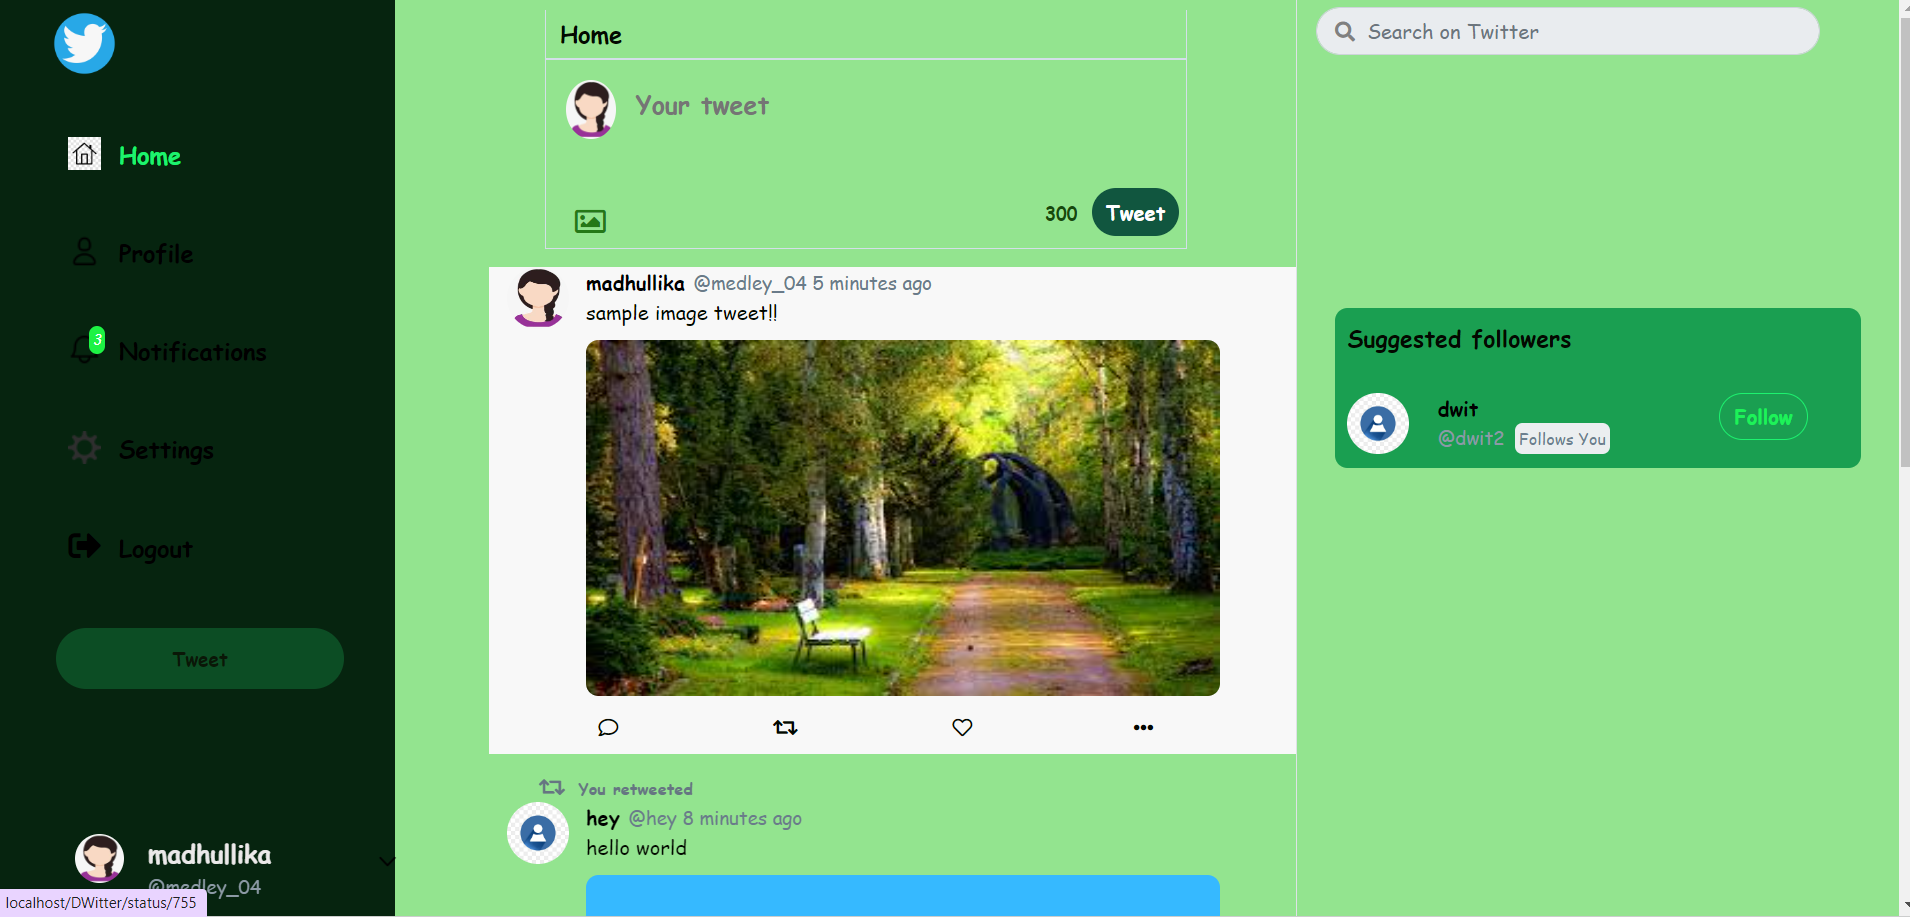 Home
Profile
3
Notifications
Settings
Logout
Tweet
madhullika
@medley_04
localhost/DWitter/status/755
Home
Your tweet
300
Tweet
madhullika @medley_04 5 minutes ago
sample image tweet!!
You retweeted
hey @hey 8 minutes ago
hello world
Search on Twitter
Suggested followers
dwit
@dwit2 Follows You
Follow